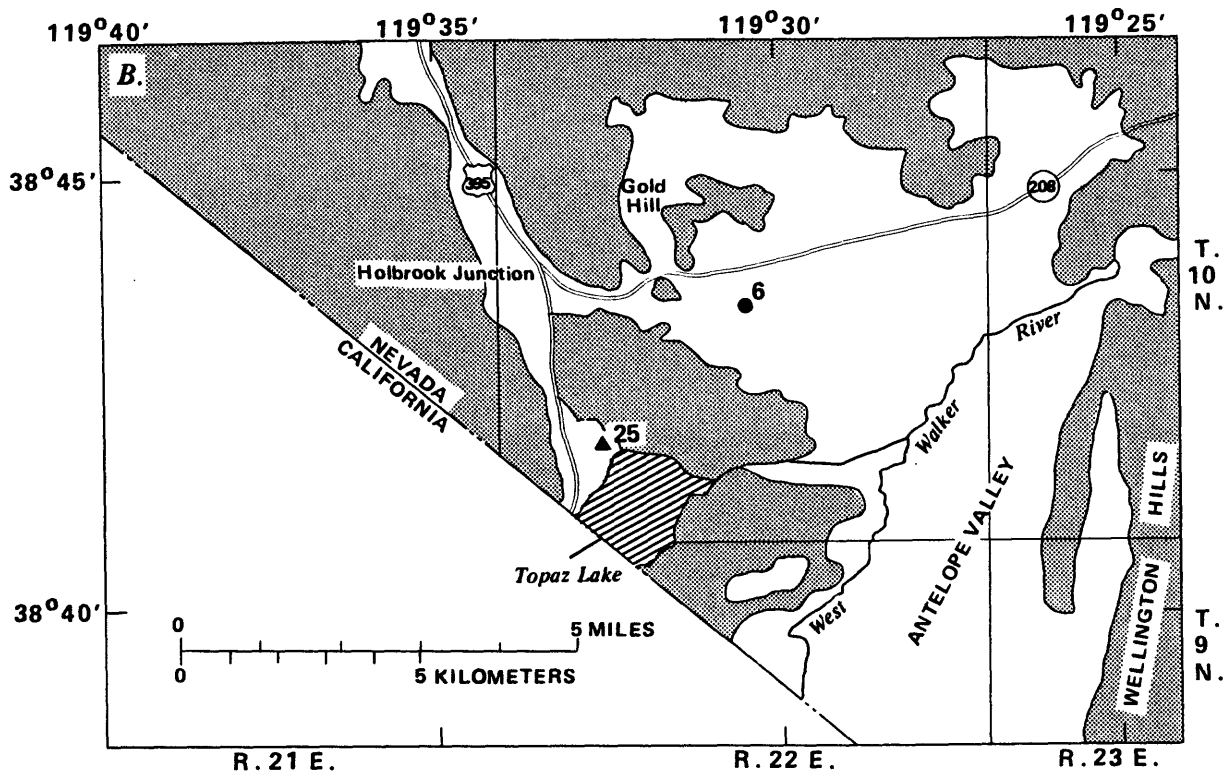 119°40′ 119°35′ 119°30′ 119°25′
B.
38°45′
395
Gold
Hill
208
Holbrook Junction
T.
10
N.
6
River
NEVADA
CALIFORNIA
25
Walker
ANTELOPE VALLEY
HILLS
Topaz Lake
38°40′
West
WELLINGTON
0 5 MILES
0 5 KILOMETERS
T.
9
N.
R. 21 E. R. 22 E. R. 23 E.